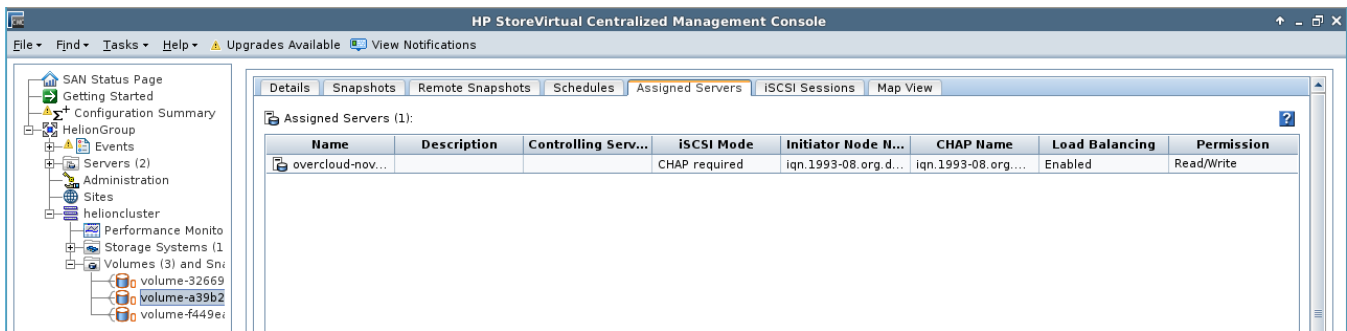 HP StoreVirtual Centralized Management Console
File Find Tasks Help Upgrades Available View Notifications
SAN Status Page
Getting Started
Configuration Summary
HelionGroup
Events
Servers (2)
Administration
Sites
helioncluster
Performance Monito
Storage Systems (1
Volumes (3) and Sna
volume-32669
volume-a39b2
volume-f449ea
Details Snapshots Remote Snapshots Schedules Assigned Servers iSCSI Sessions Map View
Assigned Servers (1):
Name Description Controlling Serv... iSCSI Mode Initiator Node N... CHAP Name Load Balancing Permission
overcloud-nov... CHAP required iqn.1993-08.org.d... iqn.1993-08.org.... Enabled Read/Write